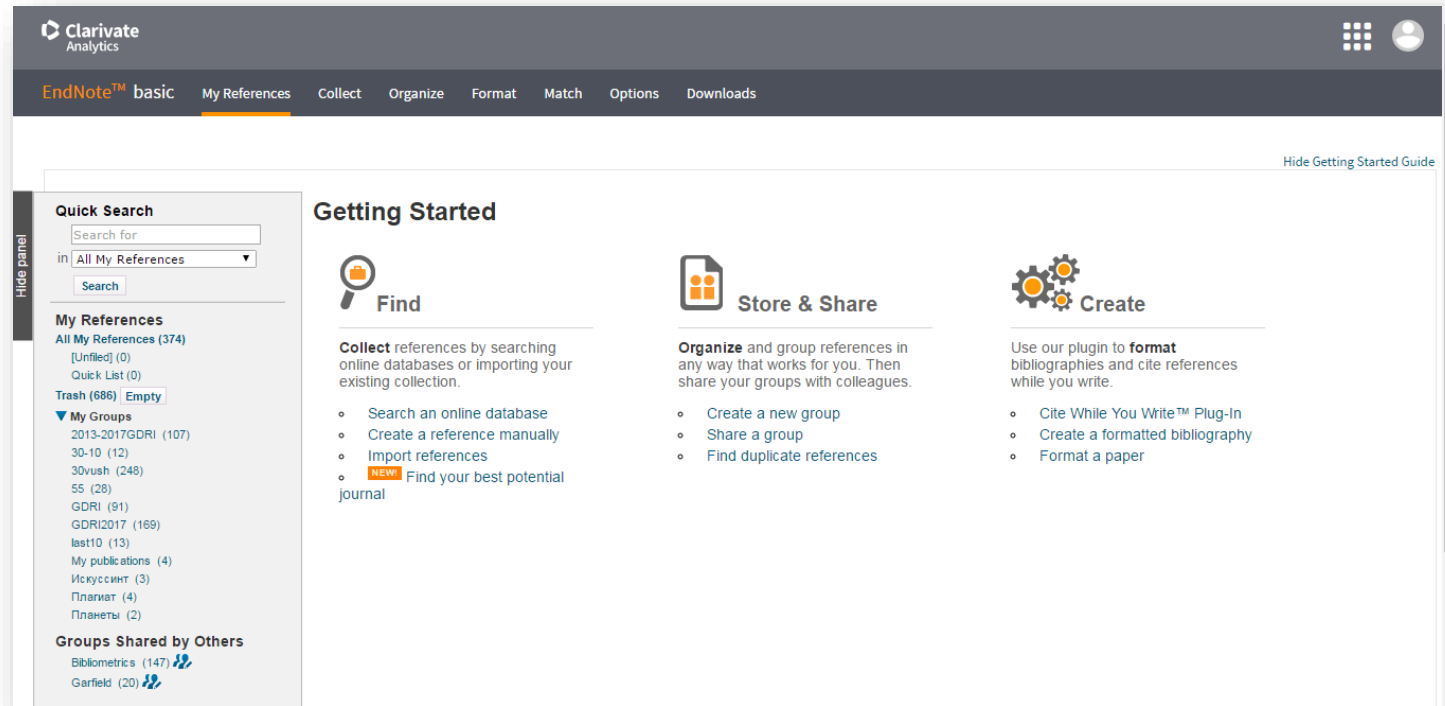 Clarivate
Analytics
EndNote™ basic My References Collect Organize Format Match Options Downloads
Hide Getting Started Guide
Hide panel
Quick Search
Search for
in All My References
Search
My References
All My References (374)
[Unfiled] (0)
Quick List (0)
Trash (686) Empty
My Groups
2013-2017GDRI (107)
30-10 (12)
30vush (248)
55 (28)
GDRI (91)
GDRI2017 (169)
last10 (13)
My publications (4)
Искуссинт (3)
Плагиат (4)
Планеты (2)
Groups Shared by Others
Bibliometrics (147)
Garfield (20)
Getting Started
Find
Collect references by searching
online databases or importing your
existing collection.
Search an online database
Create a reference manually
Import references
NEW! Find your best potential
journal
Store & Share
Organize and group references in
any way that works for you. Then
share your groups with colleagues.
Create a new group
Share a group
Find duplicate references
Create
Use our plugin to format
bibliographies and cite references
while you write.
Cite While You Write™ Plug-In
Create a formatted bibliography
Format a paper